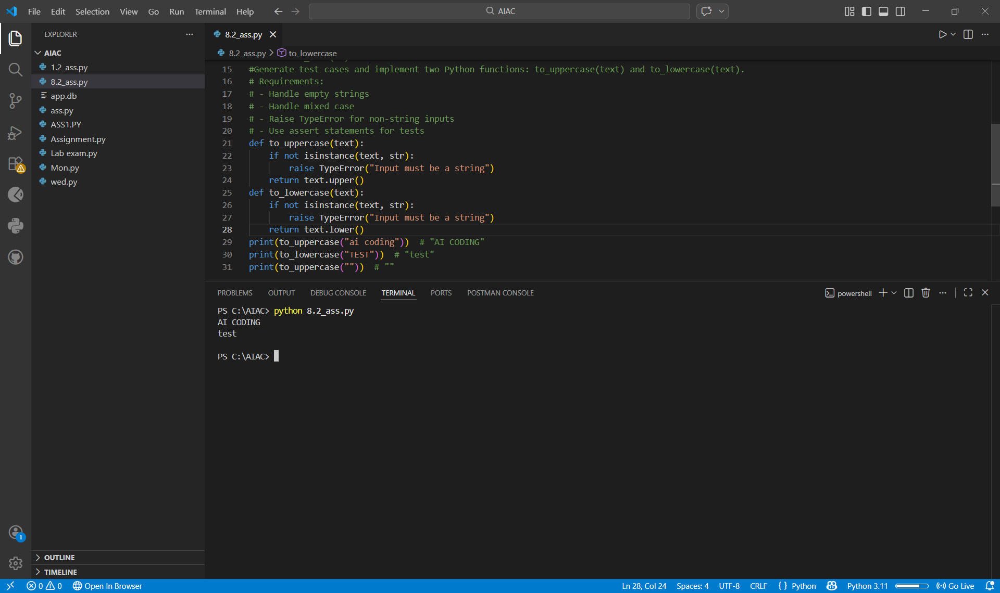 File Edit Selection View Go Run Terminal Help
AIAC
EXPLORER
AIAC
1.2_ass.py
8.2_ass.py
app.db
ass.py
ASS1.PY
Assignment.py
Lab exam.py
Mon.py
wed.py
OUTLINE
TIMELINE
8.2_ass.py
8.2_ass.py > to_lowercase
15 #Generate test cases and implement two Python functions: to_uppercase(text) and to_lowercase(text).
16 # Requirements:
17 # - Handle empty strings
18 # - Handle mixed case
19 # - Raise TypeError for non-string inputs
20 # - Use assert statements for tests
21 def to_uppercase(text):
22 if not isinstance(text, str):
23 raise TypeError("Input must be a string")
24 return text.upper()
25 def to_lowercase(text):
26 if not isinstance(text, str):
27 raise TypeError("Input must be a string")
28 return text.lower()
29 print(to_uppercase("ai coding")) # "AI CODING"
30 print(to_lowercase("TEST")) # "test"
31 print(to_uppercase("")) # ""
PROBLEMS OUTPUT DEBUG CONSOLE TERMINAL PORTS POSTMAN CONSOLE
powershell
PS C:\AIAC> python 8.2_ass.py
AI CODING
test
PS C:\AIAC>
1
0 0 Open In Browser
Ln 28, Col 24 Spaces: 4 UTF-8 CRLF { } Python Python 3.11 Go Live